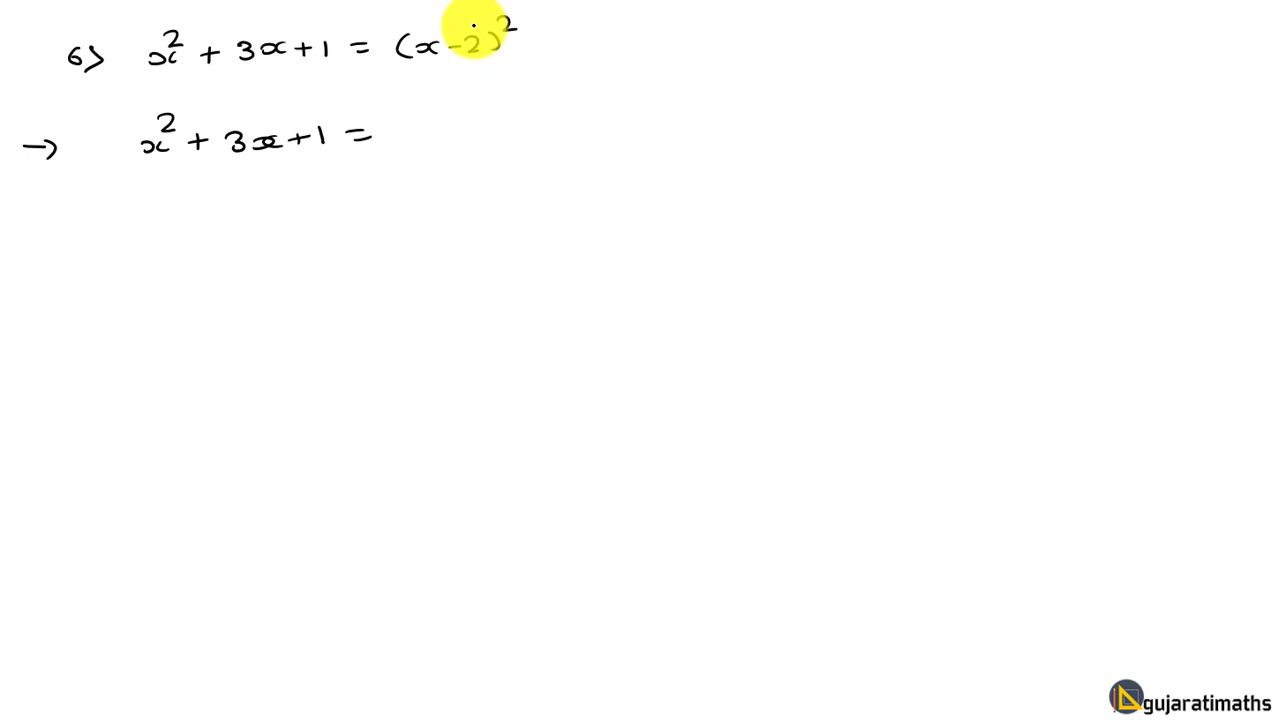 6> x² + 3x + 1 = (x - 2)²
→ x² + 3x + 1 =
gujaratimaths